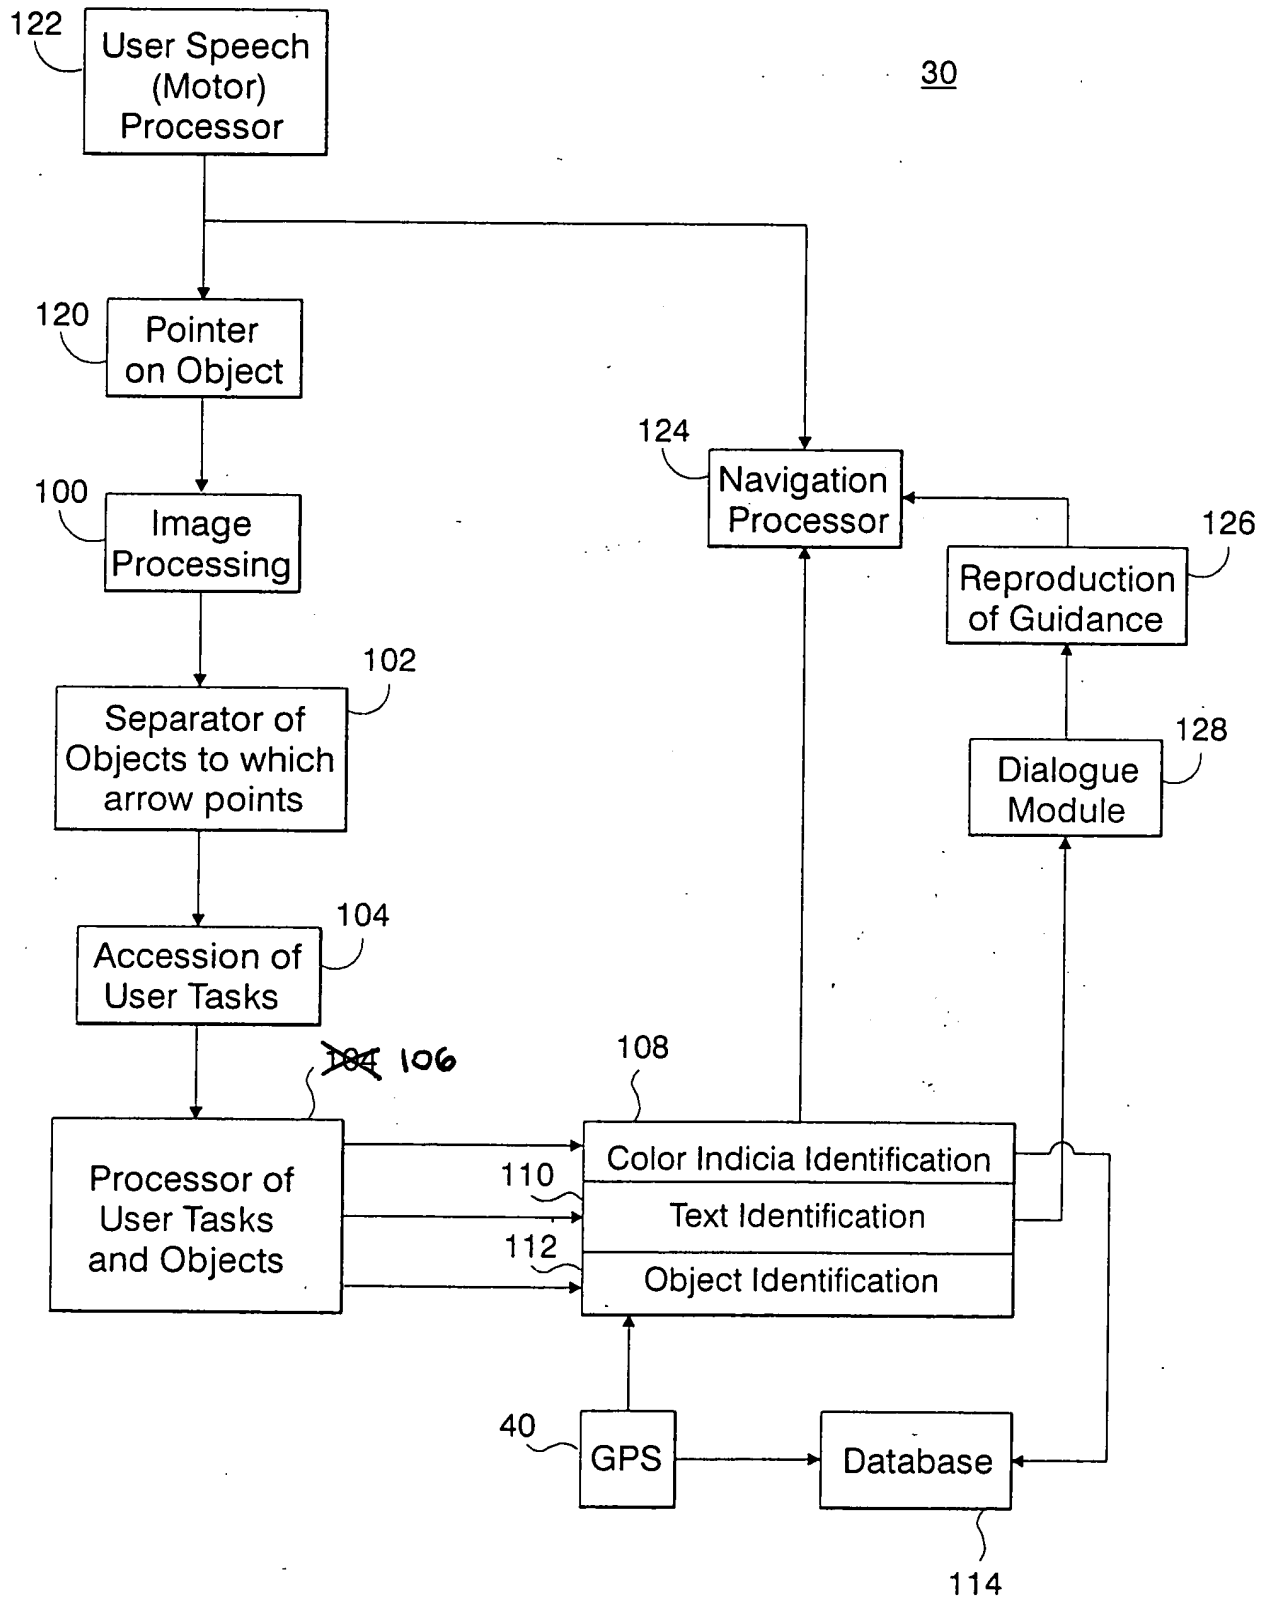 122
User Speech
(Motor)
Processor
30
120
Pointer
on Object
100
Image
Processing
124
Navigation
Processor
126
Reproduction
of Guidance
102
Separator of
Objects to which
arrow points
128
Dialogue
Module
104
Accession of
User Tasks
104 106
Processor of
User Tasks
and Objects
108
Color Indicia Identification
110
Text Identification
112
Object Identification
40
GPS
Database
114